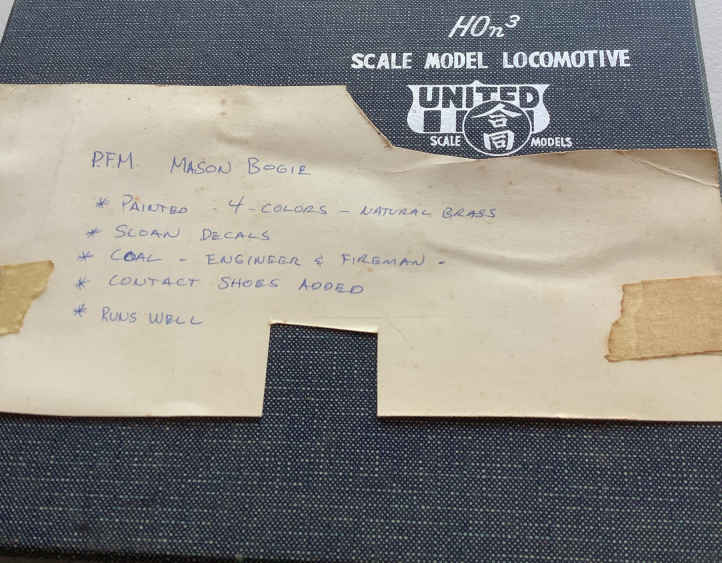 HOn³
SCALE MODEL LOCOMOTIVE
UNITED
合同
SCALE MODELS
P.F.M. MASON BOGIE
* PAINTED - 4-COLORS - NATURAL BRASS
* SLOAN DECALS
* COAL - ENGINEER & FIREMAN -
* CONTACT SHOES ADDED
* RUNS WELL